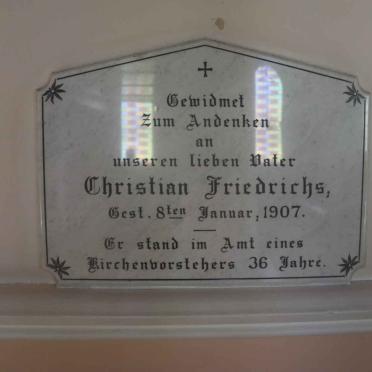 Gewidmet
Zum Andenken
an
unseren lieben Vater
Christian Friedrichs,
Gest. 8ten Januar, 1907.
Er stand im Amt eines
Kirchenvorstehers 36 Jahre.